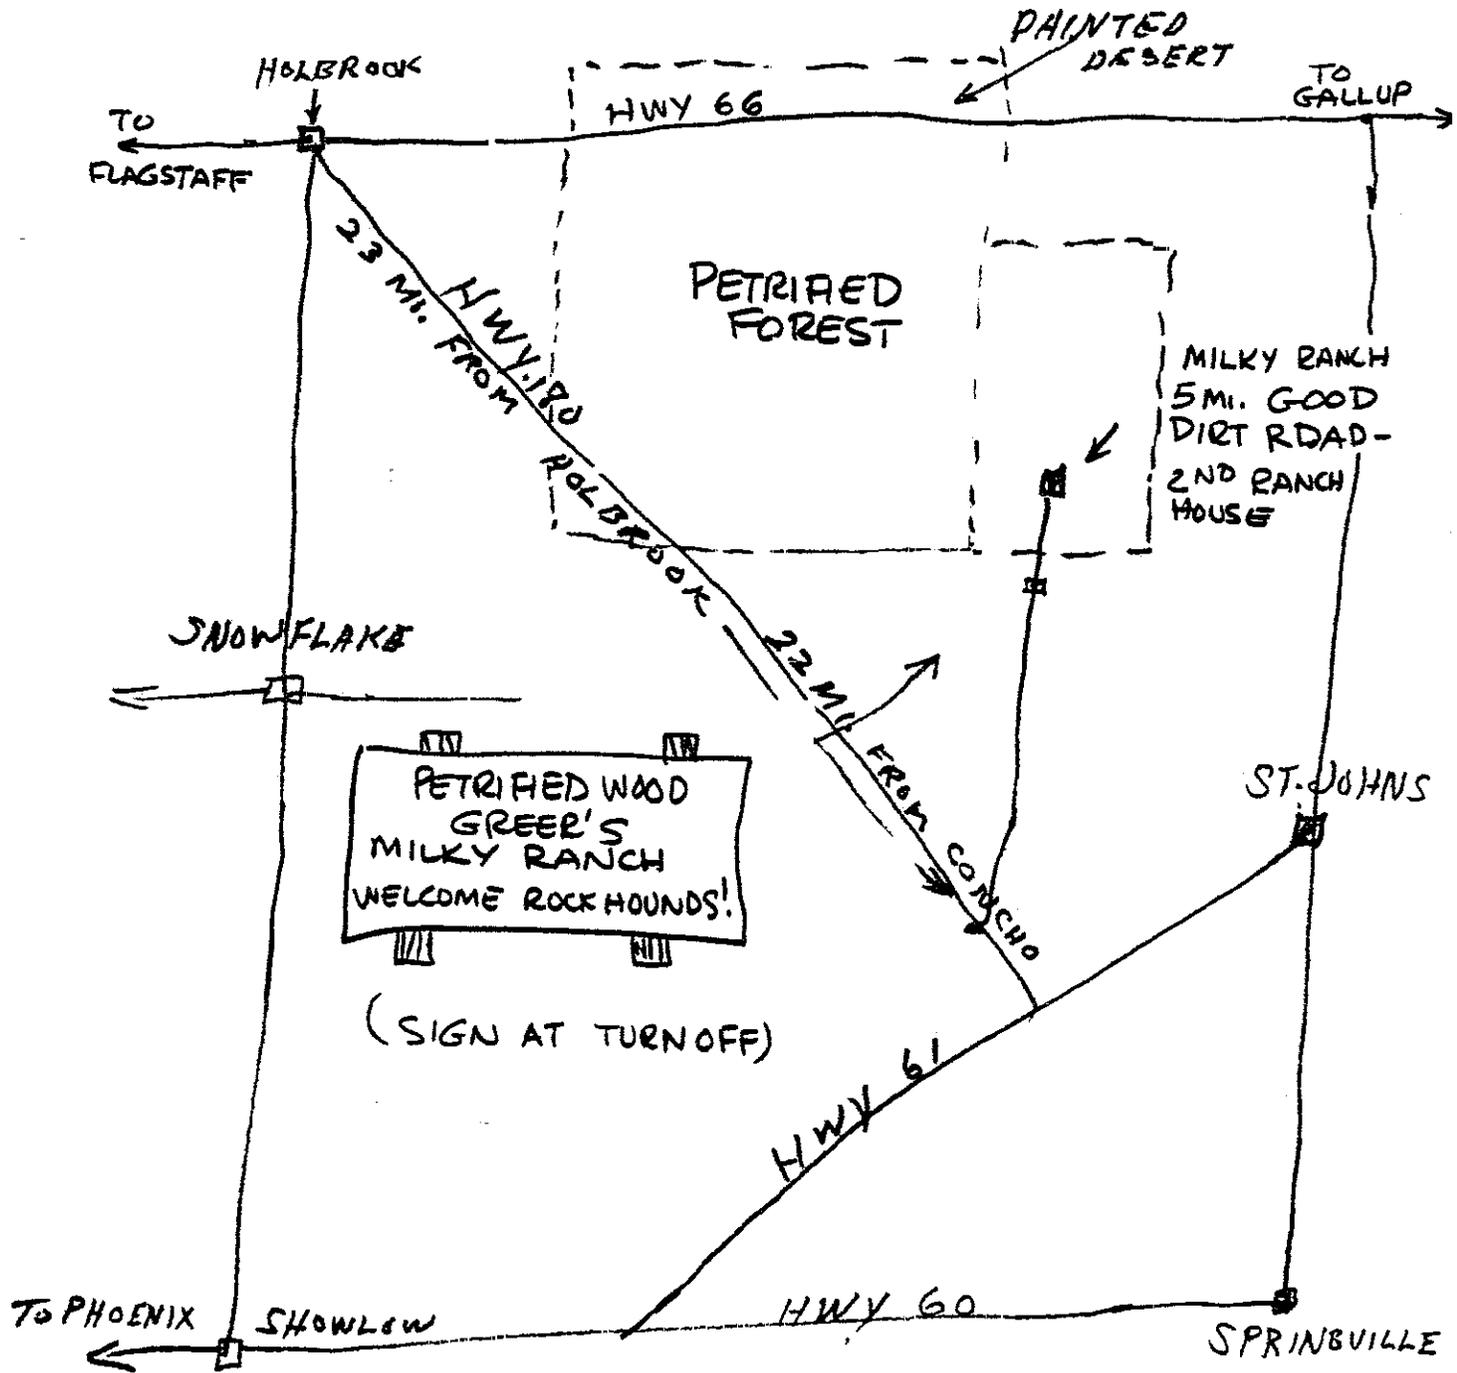 PAINTED
DESERT
HOLBROOK
TO
GALLUP
HWY 66
TO
FLAGSTAFF
23 MI. FROM HOLBROOK
HWY. 180
PETRIFIED
FOREST
MILKY RANCH
5 MI. GOOD
DIRT ROAD-
2ND RANCH
HOUSE
SNOWFLAKE
22 MI. FROM CONCHO
PETRIFIED WOOD
GREER'S
MILKY RANCH
WELCOME ROCKHOUNDS!
(SIGN AT TURNOFF)
ST. JOHNS
HWY 61
TO PHOENIX
SHOWLOW
HWY 60
SPRINGVILLE